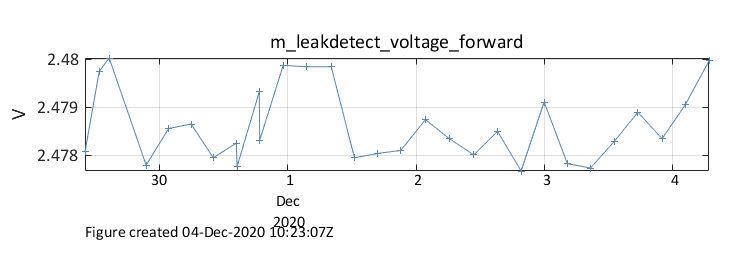 m_leakdetect_voltage_forward
2.48
2.479
2.478
V
30 1 2 3 4
Dec
2020
Figure created 04-Dec-2020 10:23:07Z